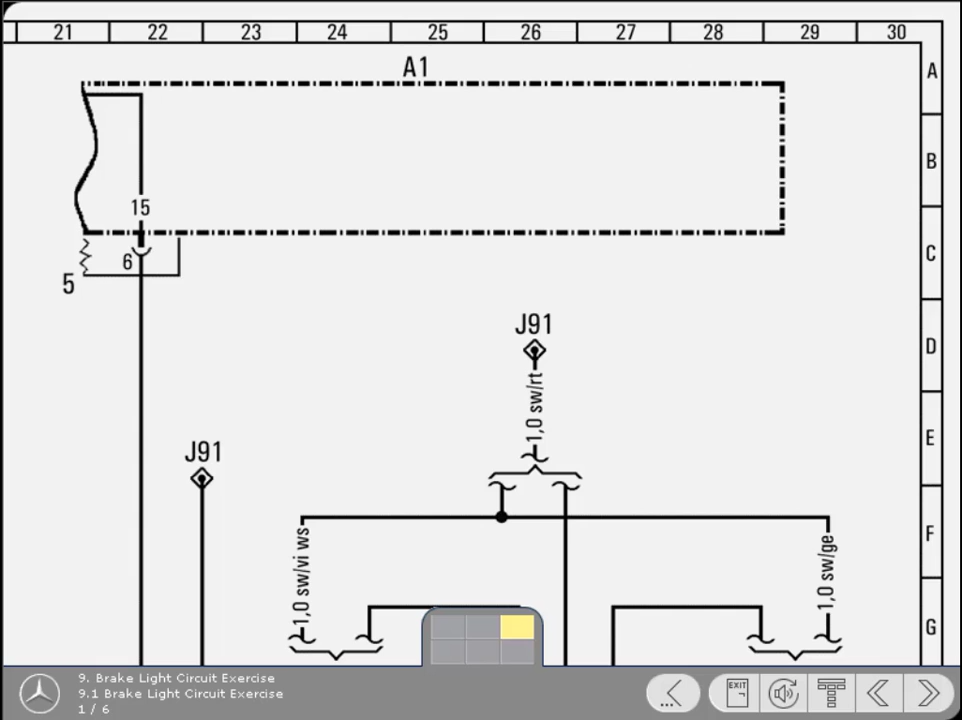 21 22 23 24 25 26 27 28 29 30
A
A1
B
15
C
6
5
J91
D
1,0 sw/rt
E
J91
F
1,0 sw/vi ws
1,0 sw/ge
G
9. Brake Light Circuit Exercise
9.1 Brake Light Circuit Exercise
1 / 6
EXIT